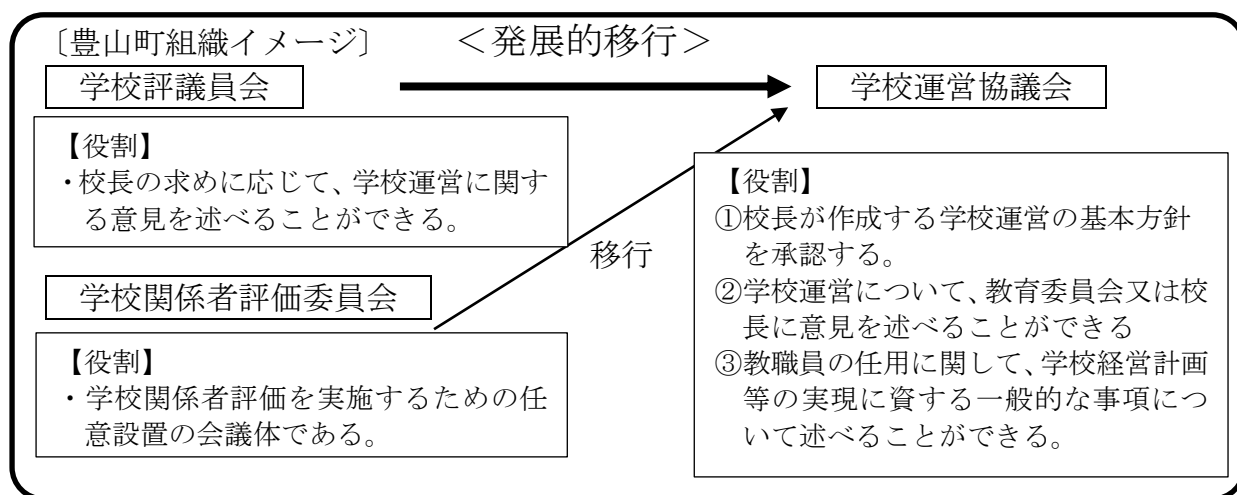 〔豊山町組織イメージ〕 ＜発展的移行＞
学校評議員会
学校運営協議会
【役割】
・校長の求めに応じて、学校運営に関す
る意見を述べることができる。
移行
学校関係者評価委員会
【役割】
・学校関係者評価を実施するための任
意設置の会議体である。
【役割】
①校長が作成する学校運営の基本方針
を承認する。
②学校運営について、教育委員会又は校
長に意見を述べることができる
③教職員の任用に関して、学校経営計画
等の実現に資する一般的な事項につ
いて述べることができる。